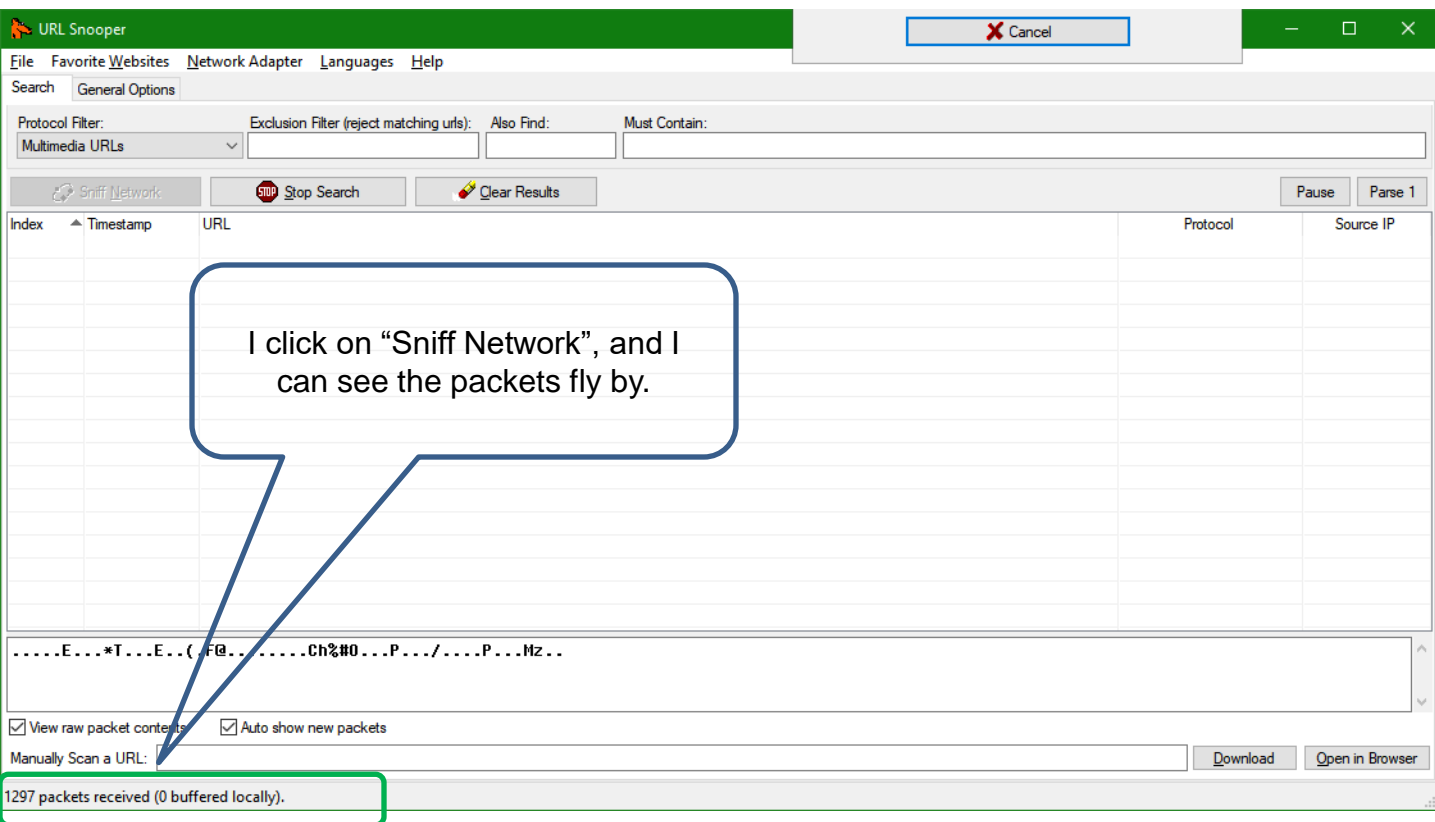 URL Snooper
Cancel
File Favorite Websites Network Adapter Languages Help
Search General Options
Protocol Filter: Exclusion Filter (reject matching urls): Also Find: Must Contain:
Multimedia URLs
Sniff Network STOP Stop Search Clear Results Pause Parse 1
Index Timestamp URL Protocol Source IP
I click on “Sniff Network”, and I
can see the packets fly by.
.....E...*T...E..(.F@........Ch%#O...P.../....P...Mz..
View raw packet contents Auto show new packets
Manually Scan a URL: Download Open in Browser
1297 packets received (0 buffered locally).